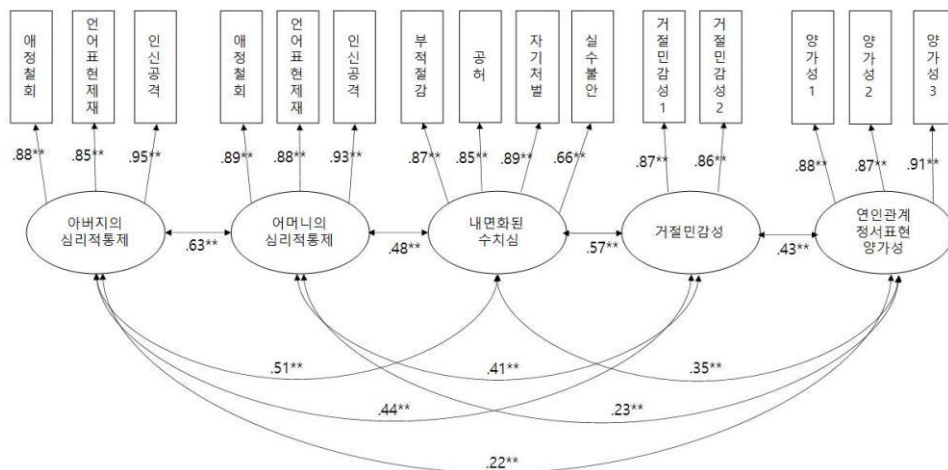 애정철회
언어표현제재
인신공격
애정철회
언어표현제재
인신공격
부적절감
공허
자기처벌
실수불안
거절민감성1
거절민감성2
양가성1
양가성2
양가성3
.88**
.85**
.95**
.89**
.88**
.93**
.87**
.85**
.89**
.66**
.87**
.86**
.88**
.87**
.91**
아버지의
심리적통제
어머니의
심리적통제
내면화된
수치심
거절민감성
연인관계
정서표현
양가성
.63**
.48**
.57**
.43**
.51**
.41**
.35**
.44**
.23**
.22**